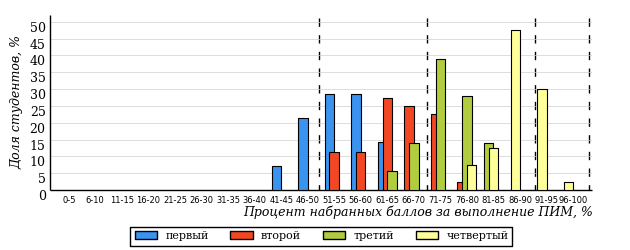 Доля студентов, %
50
45
40
35
30
25
20
15
10
5
0
0-5 6-10 11-15 16-20 21-25 26-30 31-35 36-40 41-45 46-50 51-55 56-60 61-65 66-70 71-75 76-80 81-85 86-90 91-95 96-100
Процент набранных баллов за выполнение ПИМ, %
первый второй третий четвертый